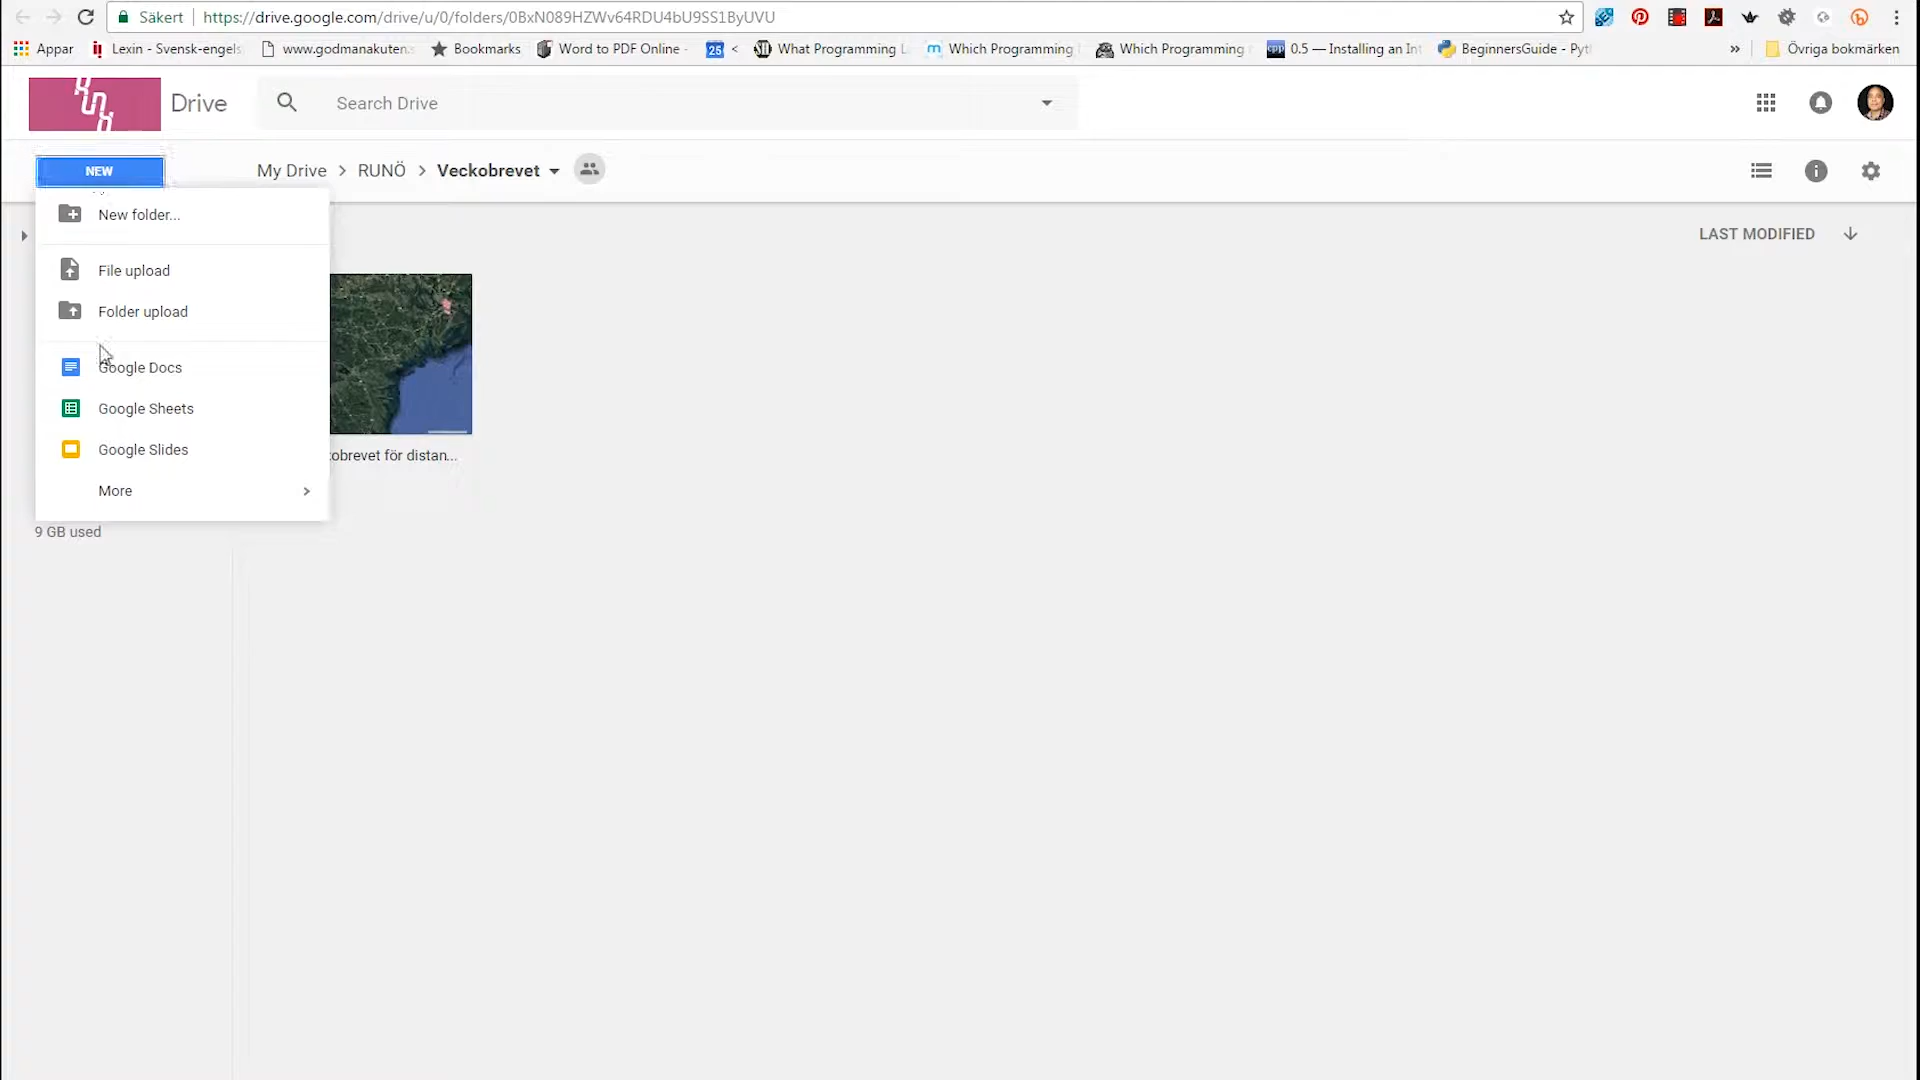 Säkert https://drive.google.com/drive/u/0/folders/0BxN089HZWv64RDU4bU9SS1ByUVU
Appar Lexin - Svensk-engels www.godmanakuten. Bookmarks Word to PDF Online - 25 < What Programming L Which Programming Which Programming cpp 0.5 — Installing an Int BeginnersGuide - Pyt » Övriga bokmärken
Drive Search Drive
NEW My Drive > RUNÖ > Veckobrevet
New folder...
LAST MODIFIED
File upload
Folder upload
Google Docs
Google Sheets
Google Slides
kobrevet för distan...
More
9 GB used